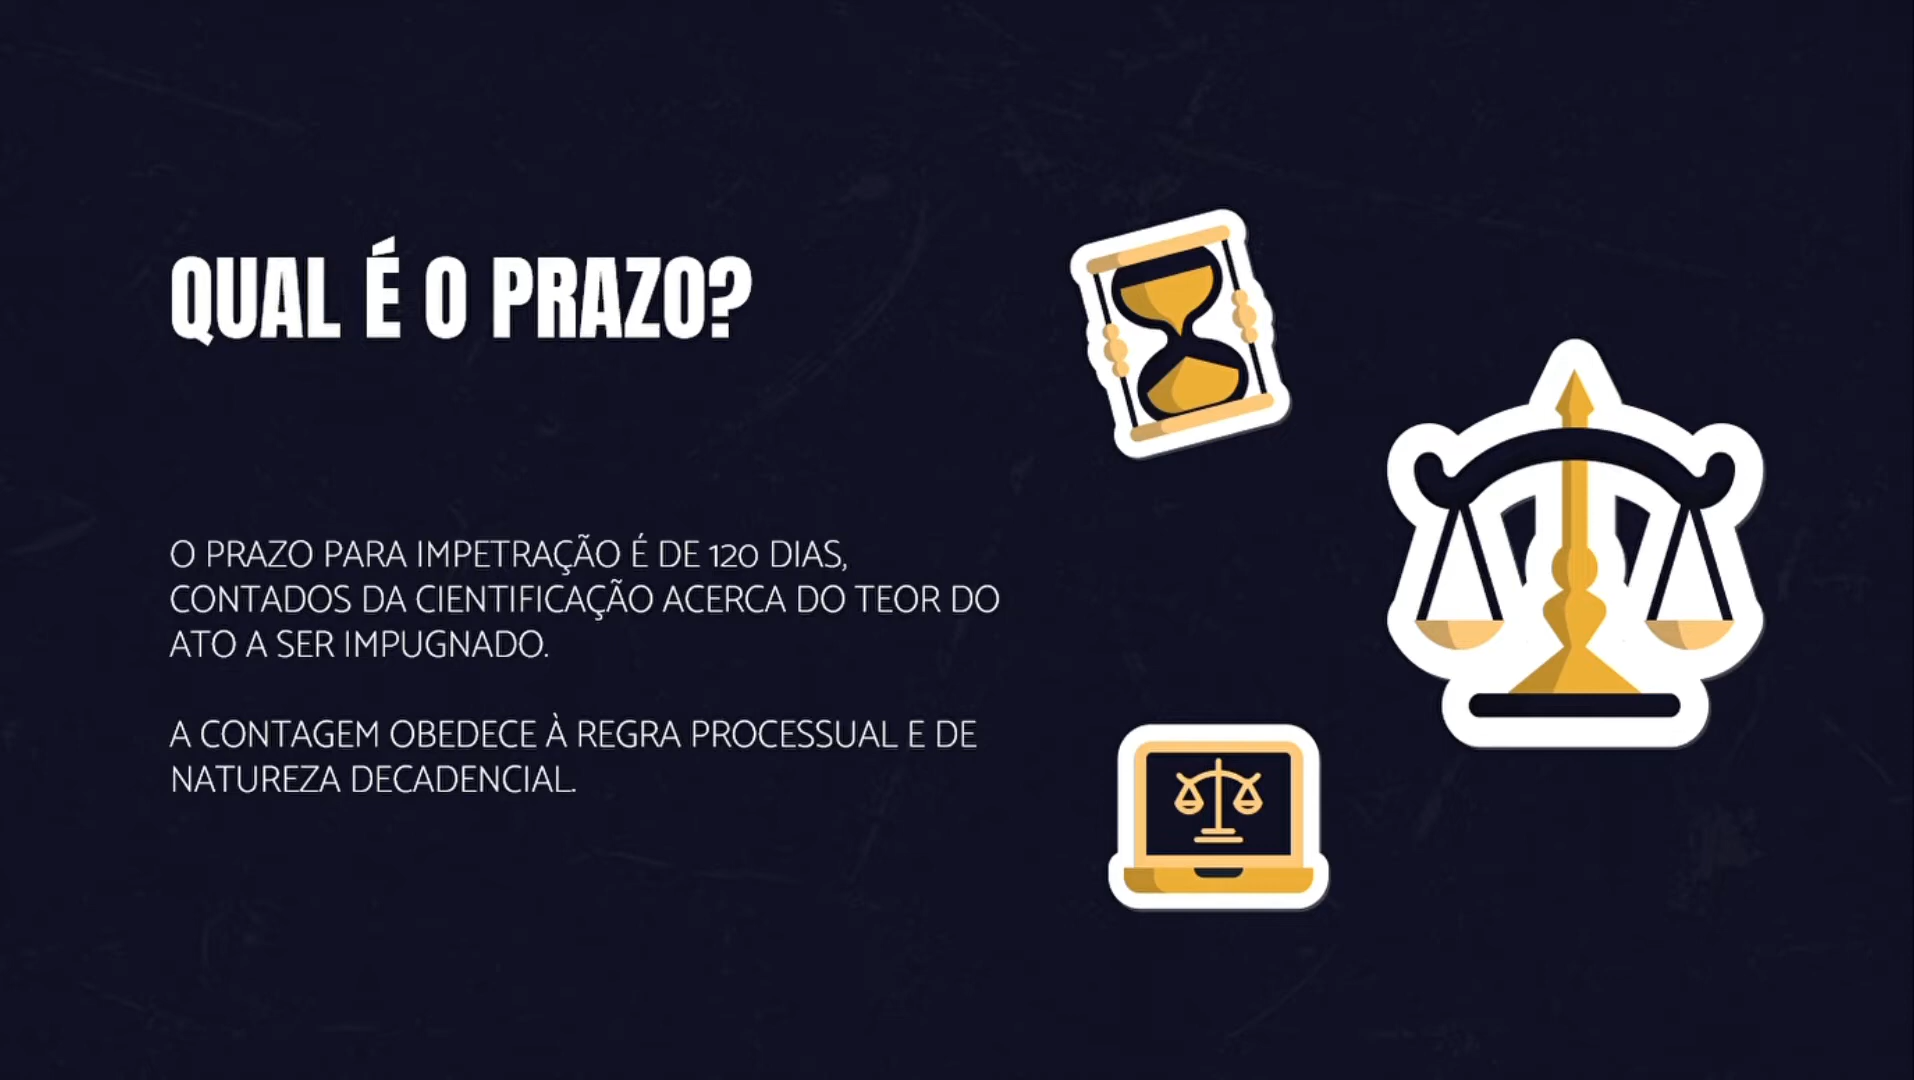 QUAL É O PRAZO?
O PRAZO PARA IMPETRAÇÃO É DE 120 DIAS,
CONTADOS DA CIENTIFICAÇÃO ACERCA DO TEOR DO
ATO A SER IMPUGNADO.
A CONTAGEM OBEDECE À REGRA PROCESSUAL E DE
NATUREZA DECADENCIAL.